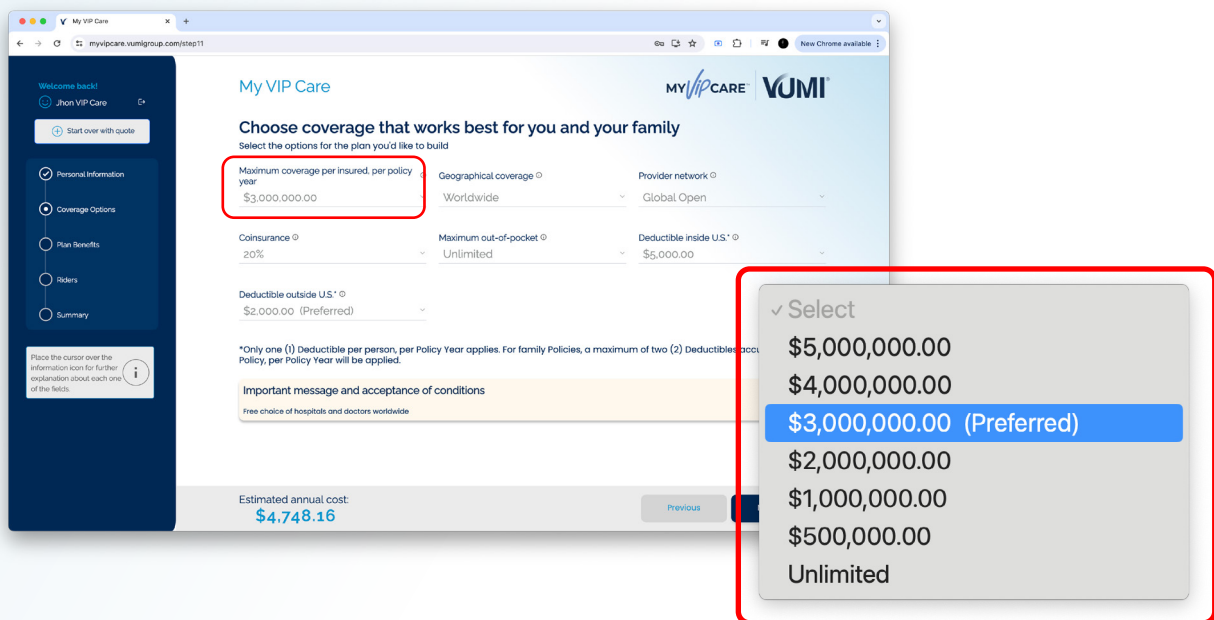 My VIP Care
myvipcare.vumigroup.com/step11
New Chrome available
Welcome back!
Jhon VIP Care
Start over with quote
Personal Information
Coverage Options
Plan Benefits
Riders
Summary
Place the cursor over the
information icon for further
explanation about each one
of the fields.
i
My VIP Care
MY VIP CARE™ VUMI®
Choose coverage that works best for you and your family
Select the options for the plan you'd like to build
Maximum coverage per insured, per policy
year
$3,000,000.00
Geographical coverage
Worldwide
Provider network
Global Open
Coinsurance
20%
Maximum out-of-pocket
Unlimited
Deductible inside U.S.*
$5,000.00
Deductible outside U.S.*
$2,000.00 (Preferred)
*Only one (1) Deductible per person, per Policy Year applies. For family Policies, a maximum of two (2) Deductibles
Policy, per Policy Year will be applied.
Important message and acceptance of conditions
Free choice of hospitals and doctors worldwide
Estimated annual cost:
$4,748.16
Previous
Select
$5,000,000.00
$4,000,000.00
$3,000,000.00 (Preferred)
$2,000,000.00
$1,000,000.00
$500,000.00
Unlimited